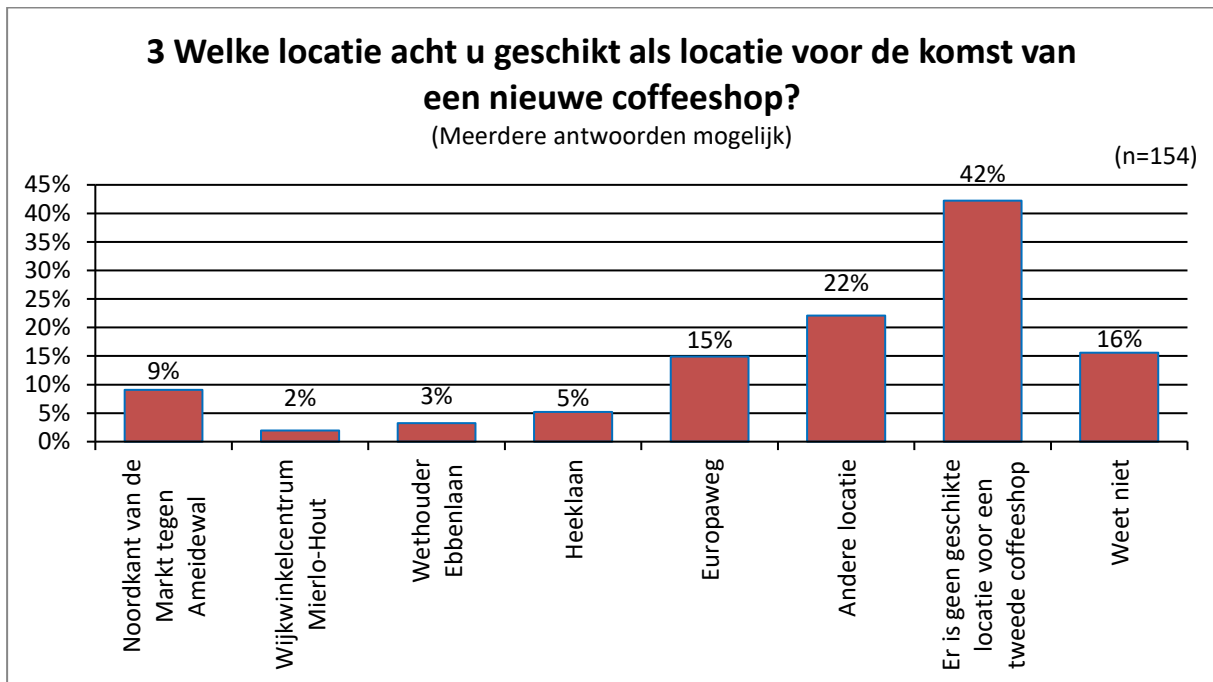 3 Welke locatie acht u geschikt als locatie voor de komst van
een nieuwe coffeeshop?
(Meerdere antwoorden mogelijk)
(n=154)
45%
40%
35%
30%
25%
20%
15%
10%
5%
0%
9%
2%
3%
5%
15%
22%
42%
16%
Noordkant van de
Markt tegen
Ameidewal
Wijkwinkelcentrum
Mierlo-Hout
Wethouder
Ebbenlaan
Heeklaan
Europaweg
Andere locatie
Er is geen geschikte
locatie voor een
tweede coffeeshop
Weet niet